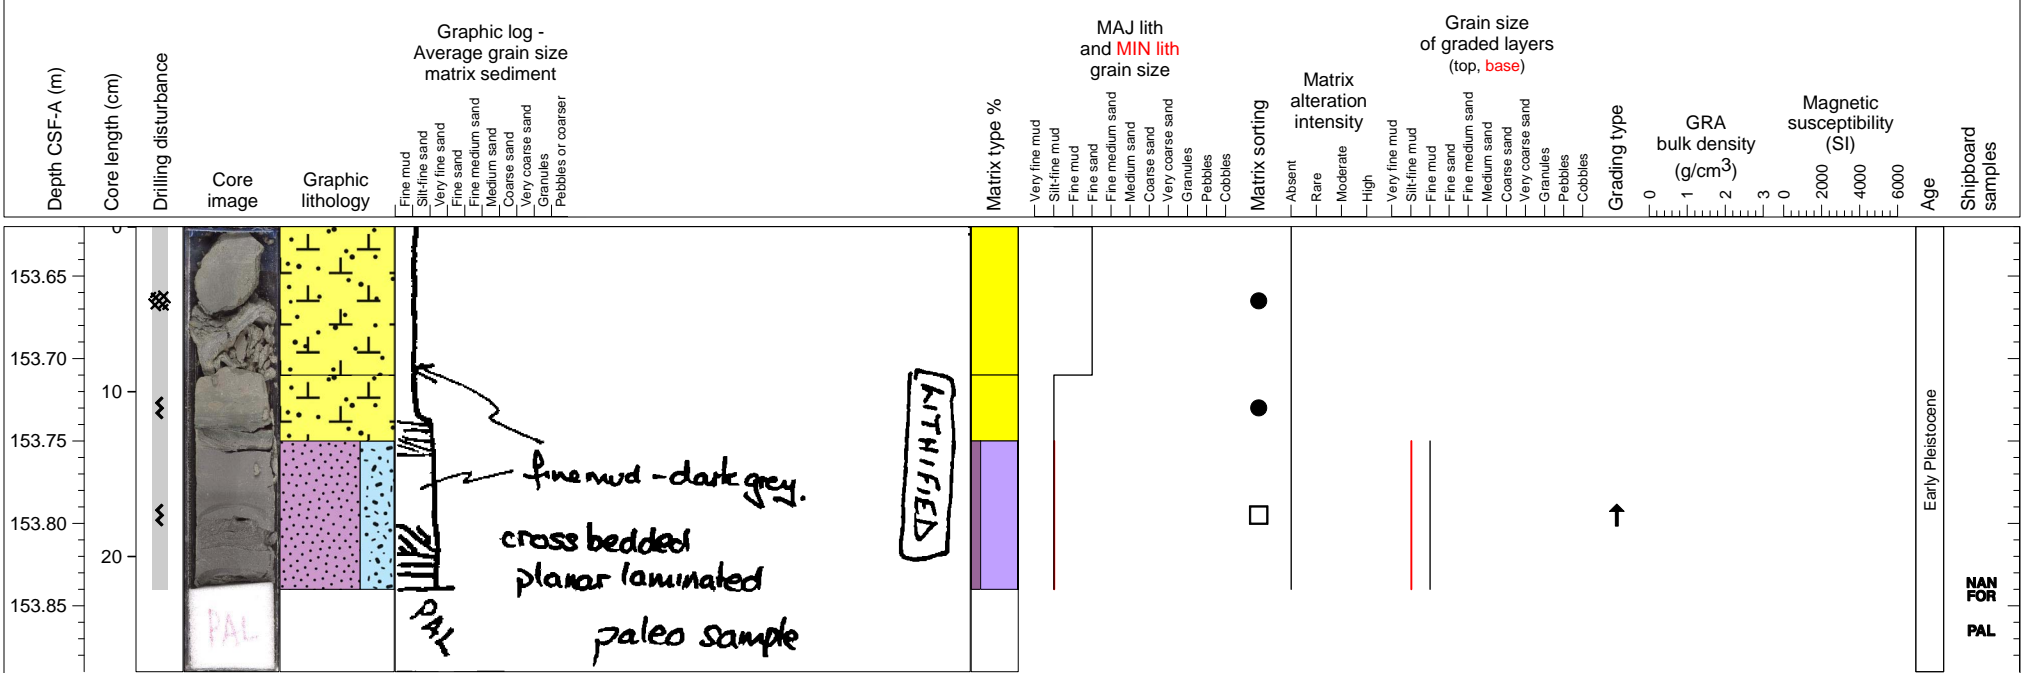 Depth CSF-A (m)
Core length (cm)
Drilling disturbance
Core
image
Graphic
lithology
Graphic log -
Average grain size
matrix sediment
Fine mud
Silt-fine sand
Very fine sand
Fine sand
Fine medium sand
Medium sand
Coarse sand
Very coarse sand
Granules
Pebbles or coarser
Matrix type %
MAJ lith
and MIN lith
grain size
Very fine mud
Silt-fine mud
Fine mud
Fine sand
Fine medium sand
Medium sand
Coarse sand
Very coarse sand
Granules
Pebbles
Cobbles
Matrix sorting
Matrix
alteration
intensity
Absent
Rare
Moderate
High
Grain size
of graded layers
(top, base)
Very fine mud
Silt-fine mud
Fine mud
Fine sand
Fine medium sand
Medium sand
Coarse sand
Very coarse sand
Granules
Pebbles
Cobbles
Grading type
GRA
bulk density
(g/cm3)
0 1 2 3
Magnetic
susceptibility
(SI)
0 2000 4000 6000
Age
Shipboard
samples
0
153.65
153.70
10
153.75
153.80
20
153.85
PAL
fine mud - dark grey.
cross bedded
planar laminated
PAL
paleo sample
LITHIFIED
Early Pleistocene
NAN
FOR
PAL